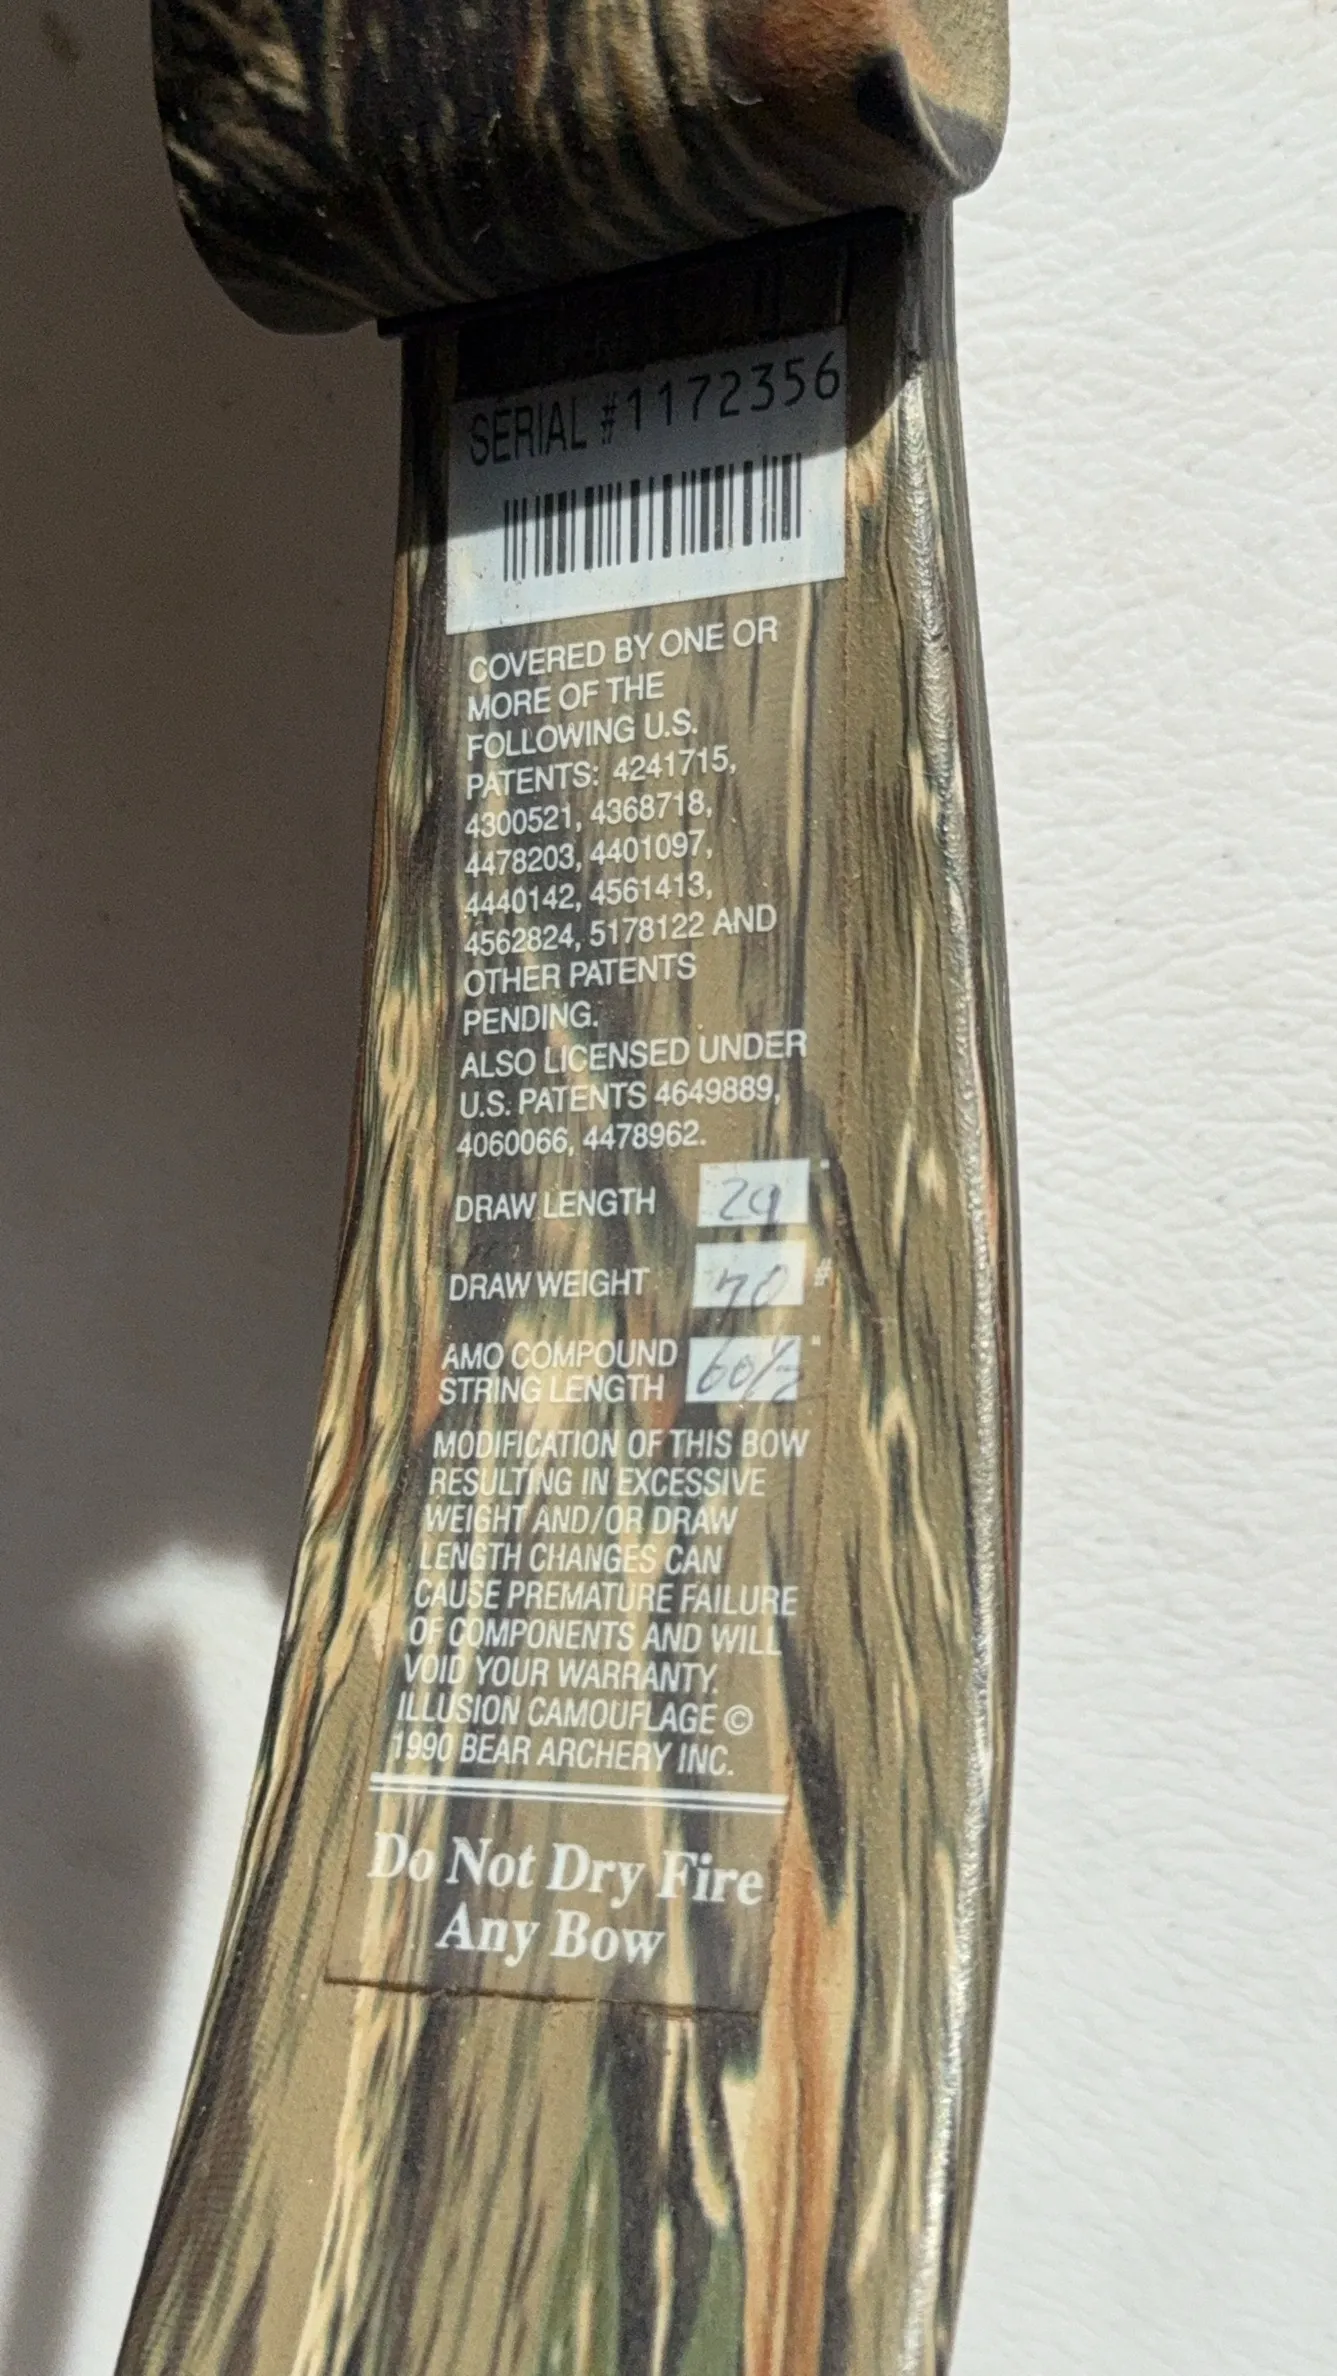 SERIAL #1172356
COVERED BY ONE OR
MORE OF THE
FOLLOWING U.S.
PATENTS: 4241715,
4300521, 4368718,
4478203, 4401097,
4440142, 4561413,
4562824, 5178122 AND
OTHER PATENTS
PENDING.
ALSO LICENSED UNDER
U.S. PATENTS 4649889,
4060066, 4478962.
DRAW LENGTH 29"
DRAW WEIGHT 70 #
AMO COMPOUND
STRING LENGTH 60 1/2"
MODIFICATION OF THIS BOW
RESULTING IN EXCESSIVE
WEIGHT AND/OR DRAW
LENGTH CHANGES CAN
CAUSE PREMATURE FAILURE
OF COMPONENTS AND WILL
VOID YOUR WARRANTY.
ILLUSION CAMOUFLAGE ©
1990 BEAR ARCHERY INC.
Do Not Dry Fire
Any Bow